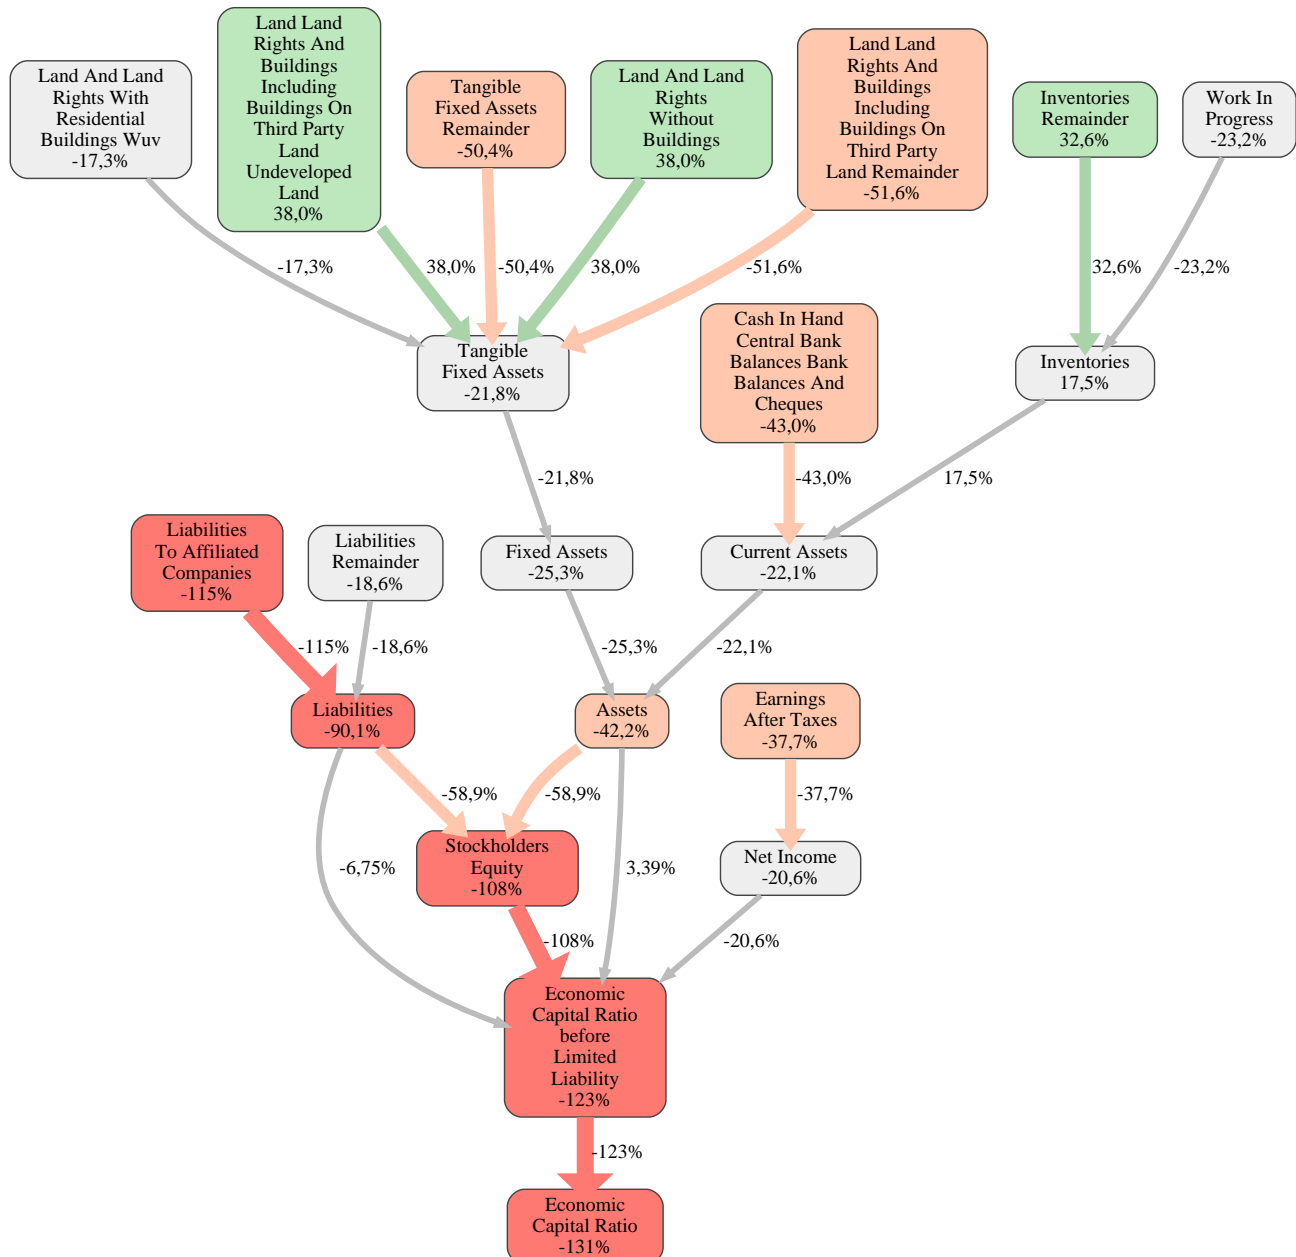 Land And Land
Rights With
Residential
Buildings Wuv
-17,3%
Land Land
Rights And
Buildings
Including
Buildings On
Third Party
Land
Undeveloped
Land
38,0%
Tangible
Fixed Assets
Remainder
-50,4%
Land And Land
Rights
Without
Buildings
38,0%
Land Land
Rights And
Buildings
Including
Buildings On
Third Party
Land Remainder
-51,6%
Inventories
Remainder
32,6%
Work In
Progress
-23,2%
-17,3%
38,0%
-50,4%
38,0%
-51,6%
32,6%
-23,2%
Tangible
Fixed Assets
-21,8%
Cash In Hand
Central Bank
Balances Bank
Balances And
Cheques
-43,0%
Inventories
17,5%
-21,8%
-43,0%
17,5%
Liabilities
To Affiliated
Companies
-115%
Liabilities
Remainder
-18,6%
Fixed Assets
-25,3%
Current Assets
-22,1%
-115%
-18,6%
-25,3%
-22,1%
Liabilities
-90,1%
Assets
-42,2%
Earnings
After Taxes
-37,7%
-58,9%
-58,9%
-37,7%
Stockholders
Equity
-108%
Net Income
-20,6%
-6,75%
3,39%
-108%
-20,6%
Economic
Capital Ratio
before
Limited
Liability
-123%
-123%
Economic
Capital Ratio
-131%